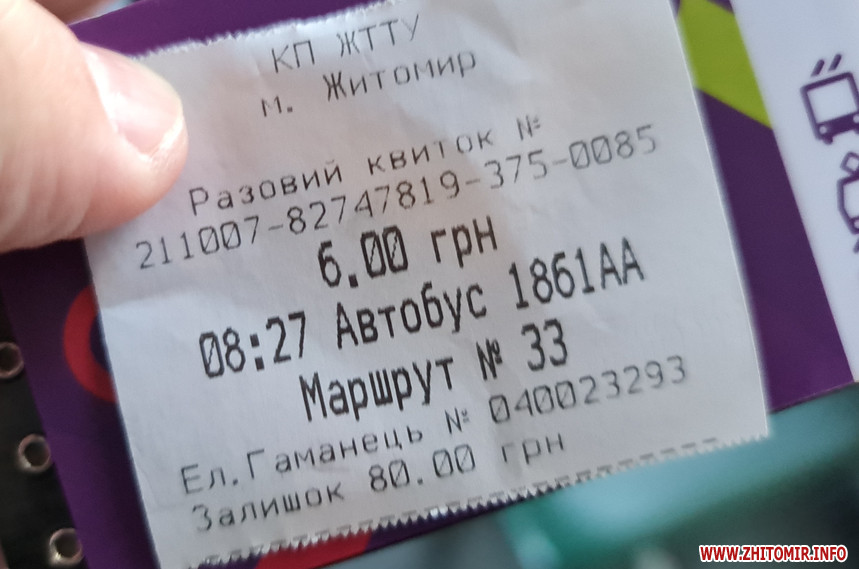 КП ЖТТУ
м. Житомир
Разовий квиток №
211007-82747819-375-0085
6.00 грн
08:27 Автобус 1861АА
Маршрут № 33
Ел.Гаманець № 040023293
Залишок 80.00 грн
WWW.ZHITOMIR.INFO